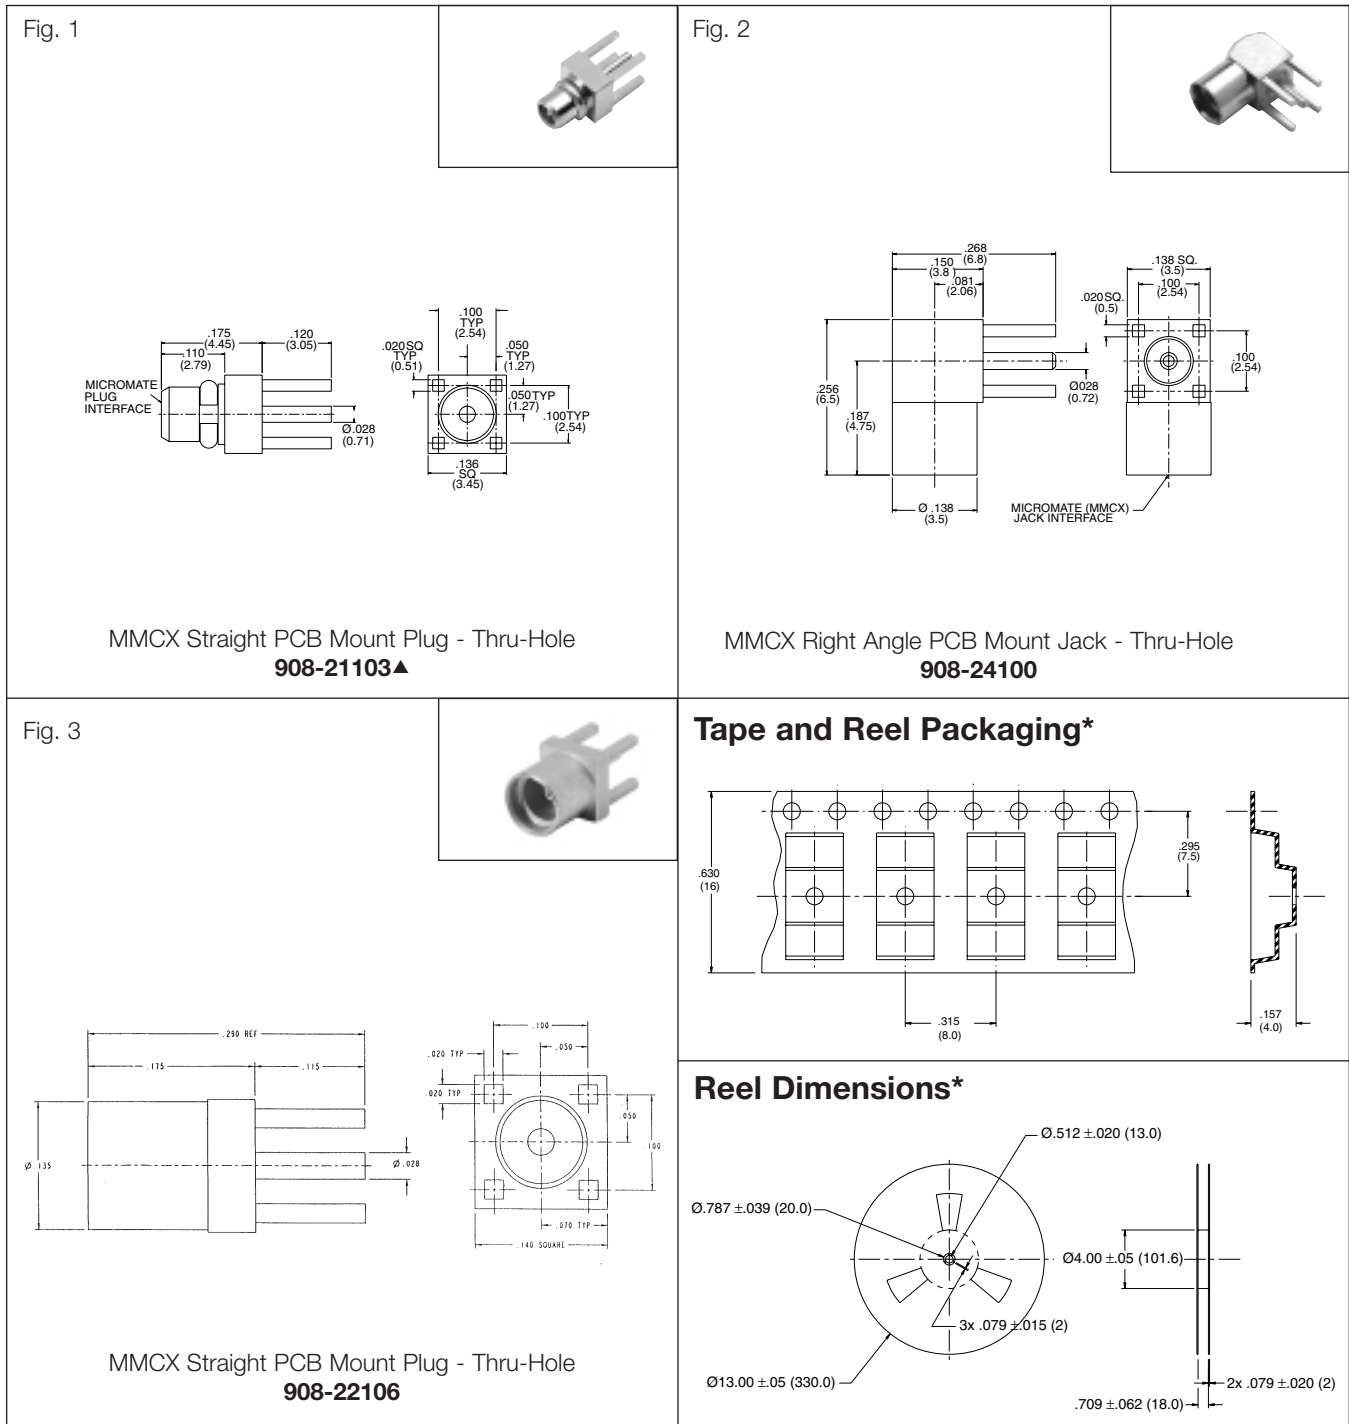 Fig. 1
.175
(4.45)
.120
(3.05)
.110
(2.79)
MICROMATE
PLUG
INTERFACE
Ø.028
(0.71)
.100
TYP
(2.54)
.020SQ
TYP
(0.51)
.050
TYP
(1.27)
.050TYP
(1.27)
.100TYP
(2.54)
.136
SQ
(3.45)
MMCX Straight PCB Mount Plug - Thru-Hole
908-21103▲
Fig. 2
.268
(6.8)
.150
(3.8)
.081
(2.06)
.256
(6.5)
.187
(4.75)
Ø028
(0.72)
Ø .138
(3.5)
.138 SQ.
(3.5)
.100
(2.54)
.020SQ.
(0.5)
.100
(2.54)
MICROMATE (MMCX)
JACK INTERFACE
MMCX Right Angle PCB Mount Jack - Thru-Hole
908-24100
Fig. 3
.290 REF
.175
.115
Ø.135
Ø.028
.100
.050
.020 TYP
.020 TYP
.050
.100
.070 TYP
.140 SQUARE
MMCX Straight PCB Mount Plug - Thru-Hole
908-22106
Tape and Reel Packaging*
.630
(16)
.295
(7.5)
.315
(8.0)
.157
(4.0)
Reel Dimensions*
Ø.512 ±.020 (13.0)
Ø.787 ±.039 (20.0)
Ø4.00 ±.05 (101.6)
3x .079 ±.015 (2)
Ø13.00 ±.05 (330.0)
2x .079 ±.020 (2)
.709 ±.062 (18.0)